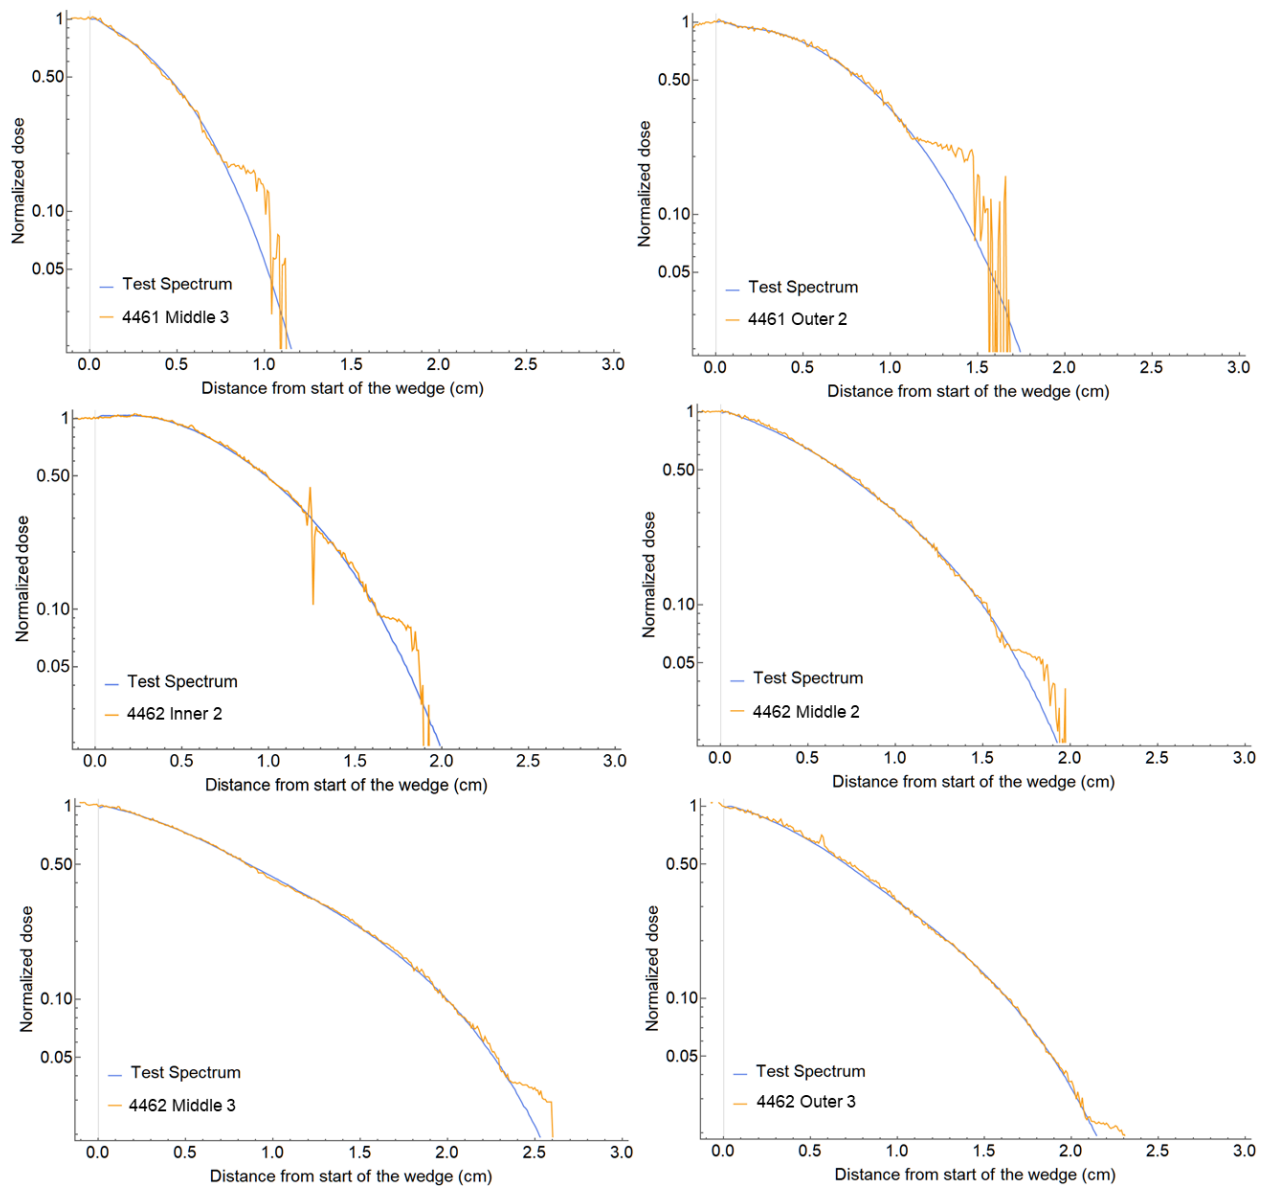 1
0.50
0.10
0.05
Normalized dose
Test Spectrum
4461 Middle 3
0.0 0.5 1.0 1.5 2.0 2.5 3.0
Distance from start of the wedge (cm)
1
0.50
0.10
0.05
Normalized dose
Test Spectrum
4461 Outer 2
0.0 0.5 1.0 1.5 2.0 2.5 3.0
Distance from start of the wedge (cm)
1
0.50
0.10
0.05
Normalized dose
Test Spectrum
4462 Inner 2
0.0 0.5 1.0 1.5 2.0 2.5 3.0
Distance from start of the wedge (cm)
1
0.50
0.10
0.05
Normalized dose
Test Spectrum
4462 Middle 2
0.0 0.5 1.0 1.5 2.0 2.5 3.0
Distance from start of the wedge (cm)
1
0.50
0.10
0.05
Normalized dose
Test Spectrum
4462 Middle 3
0.0 0.5 1.0 1.5 2.0 2.5 3.0
Distance from start of the wedge (cm)
1
0.50
0.10
0.05
Normalized dose
Test Spectrum
4462 Outer 3
0.0 0.5 1.0 1.5 2.0 2.5 3.0
Distance from start of the wedge (cm)